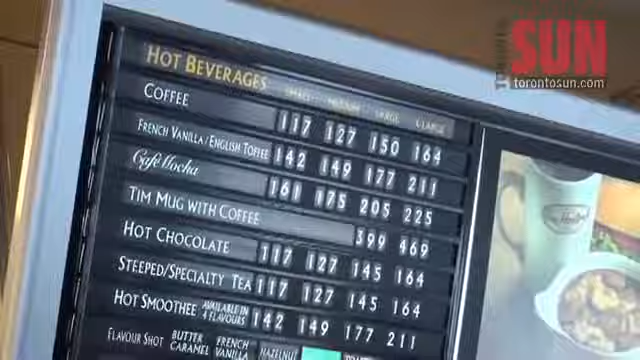 SUN
torontosun.com
HOT BEVERAGES SMALL MEDIUM LARGE X-LARGE
COFFEE 117 127 150 164
FRENCH VANILLA/ENGLISH TOFFEE 142 149 177 211
Café Mocha 161 175 205 225
TIM MUG WITH COFFEE 399 469
HOT CHOCOLATE 117 127 145 164
STEEPED/SPECIALTY TEA 117 127 145 164
HOT SMOOTHEE AVAILABLE IN 4 FLAVOURS 142 149 177 211
FLAVOUR SHOT BUTTER CARAMEL FRENCH VANILLA HAZELNUT